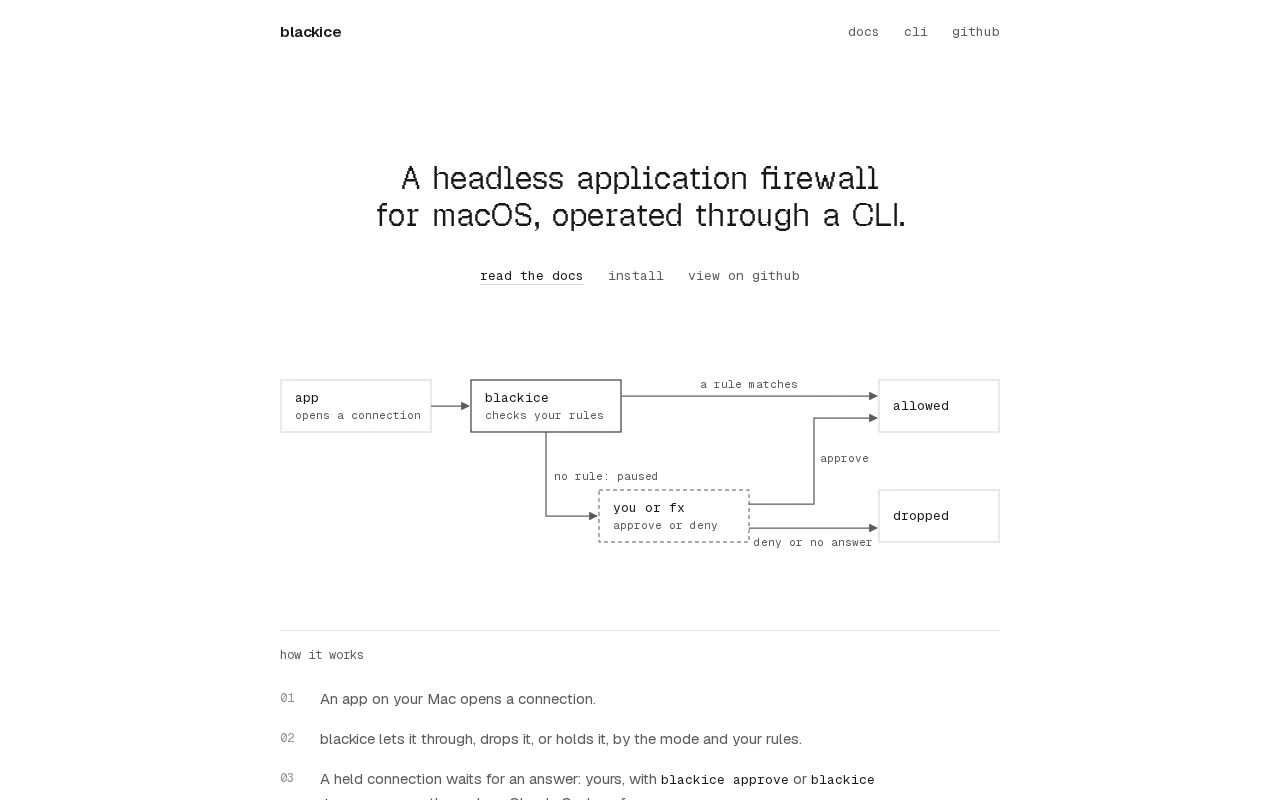 blackice
docs cli github
A headless application firewall
for macOS, operated through a CLI.
read the docs install view on github
app
opens a connection
blackice
checks your rules
a rule matches
allowed
approve
no rule: paused
you or fx
approve or deny
deny or no answer
dropped
how it works
01 An app on your Mac opens a connection.
02 blackice lets it through, drops it, or holds it, by the mode and your rules.
03 A held connection waits for an answer: yours, with blackice approve or blackice